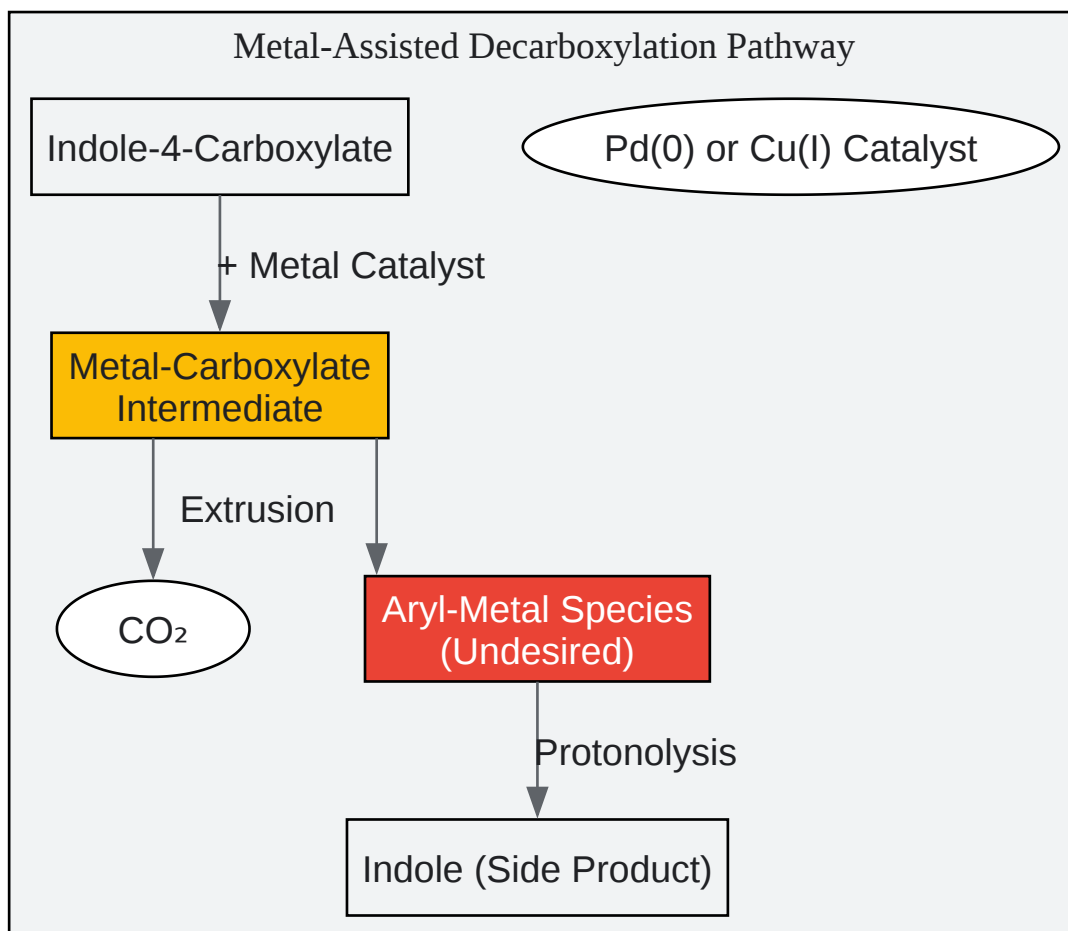 Metal-Assisted Decarboxylation Pathway
Indole-4-Carboxylate
Pd(0) or Cu(I) Catalyst
+ Metal Catalyst
Metal-Carboxylate
Intermediate
Extrusion
CO₂
Aryl-Metal Species
(Undesired)
Protonolysis
Indole (Side Product)